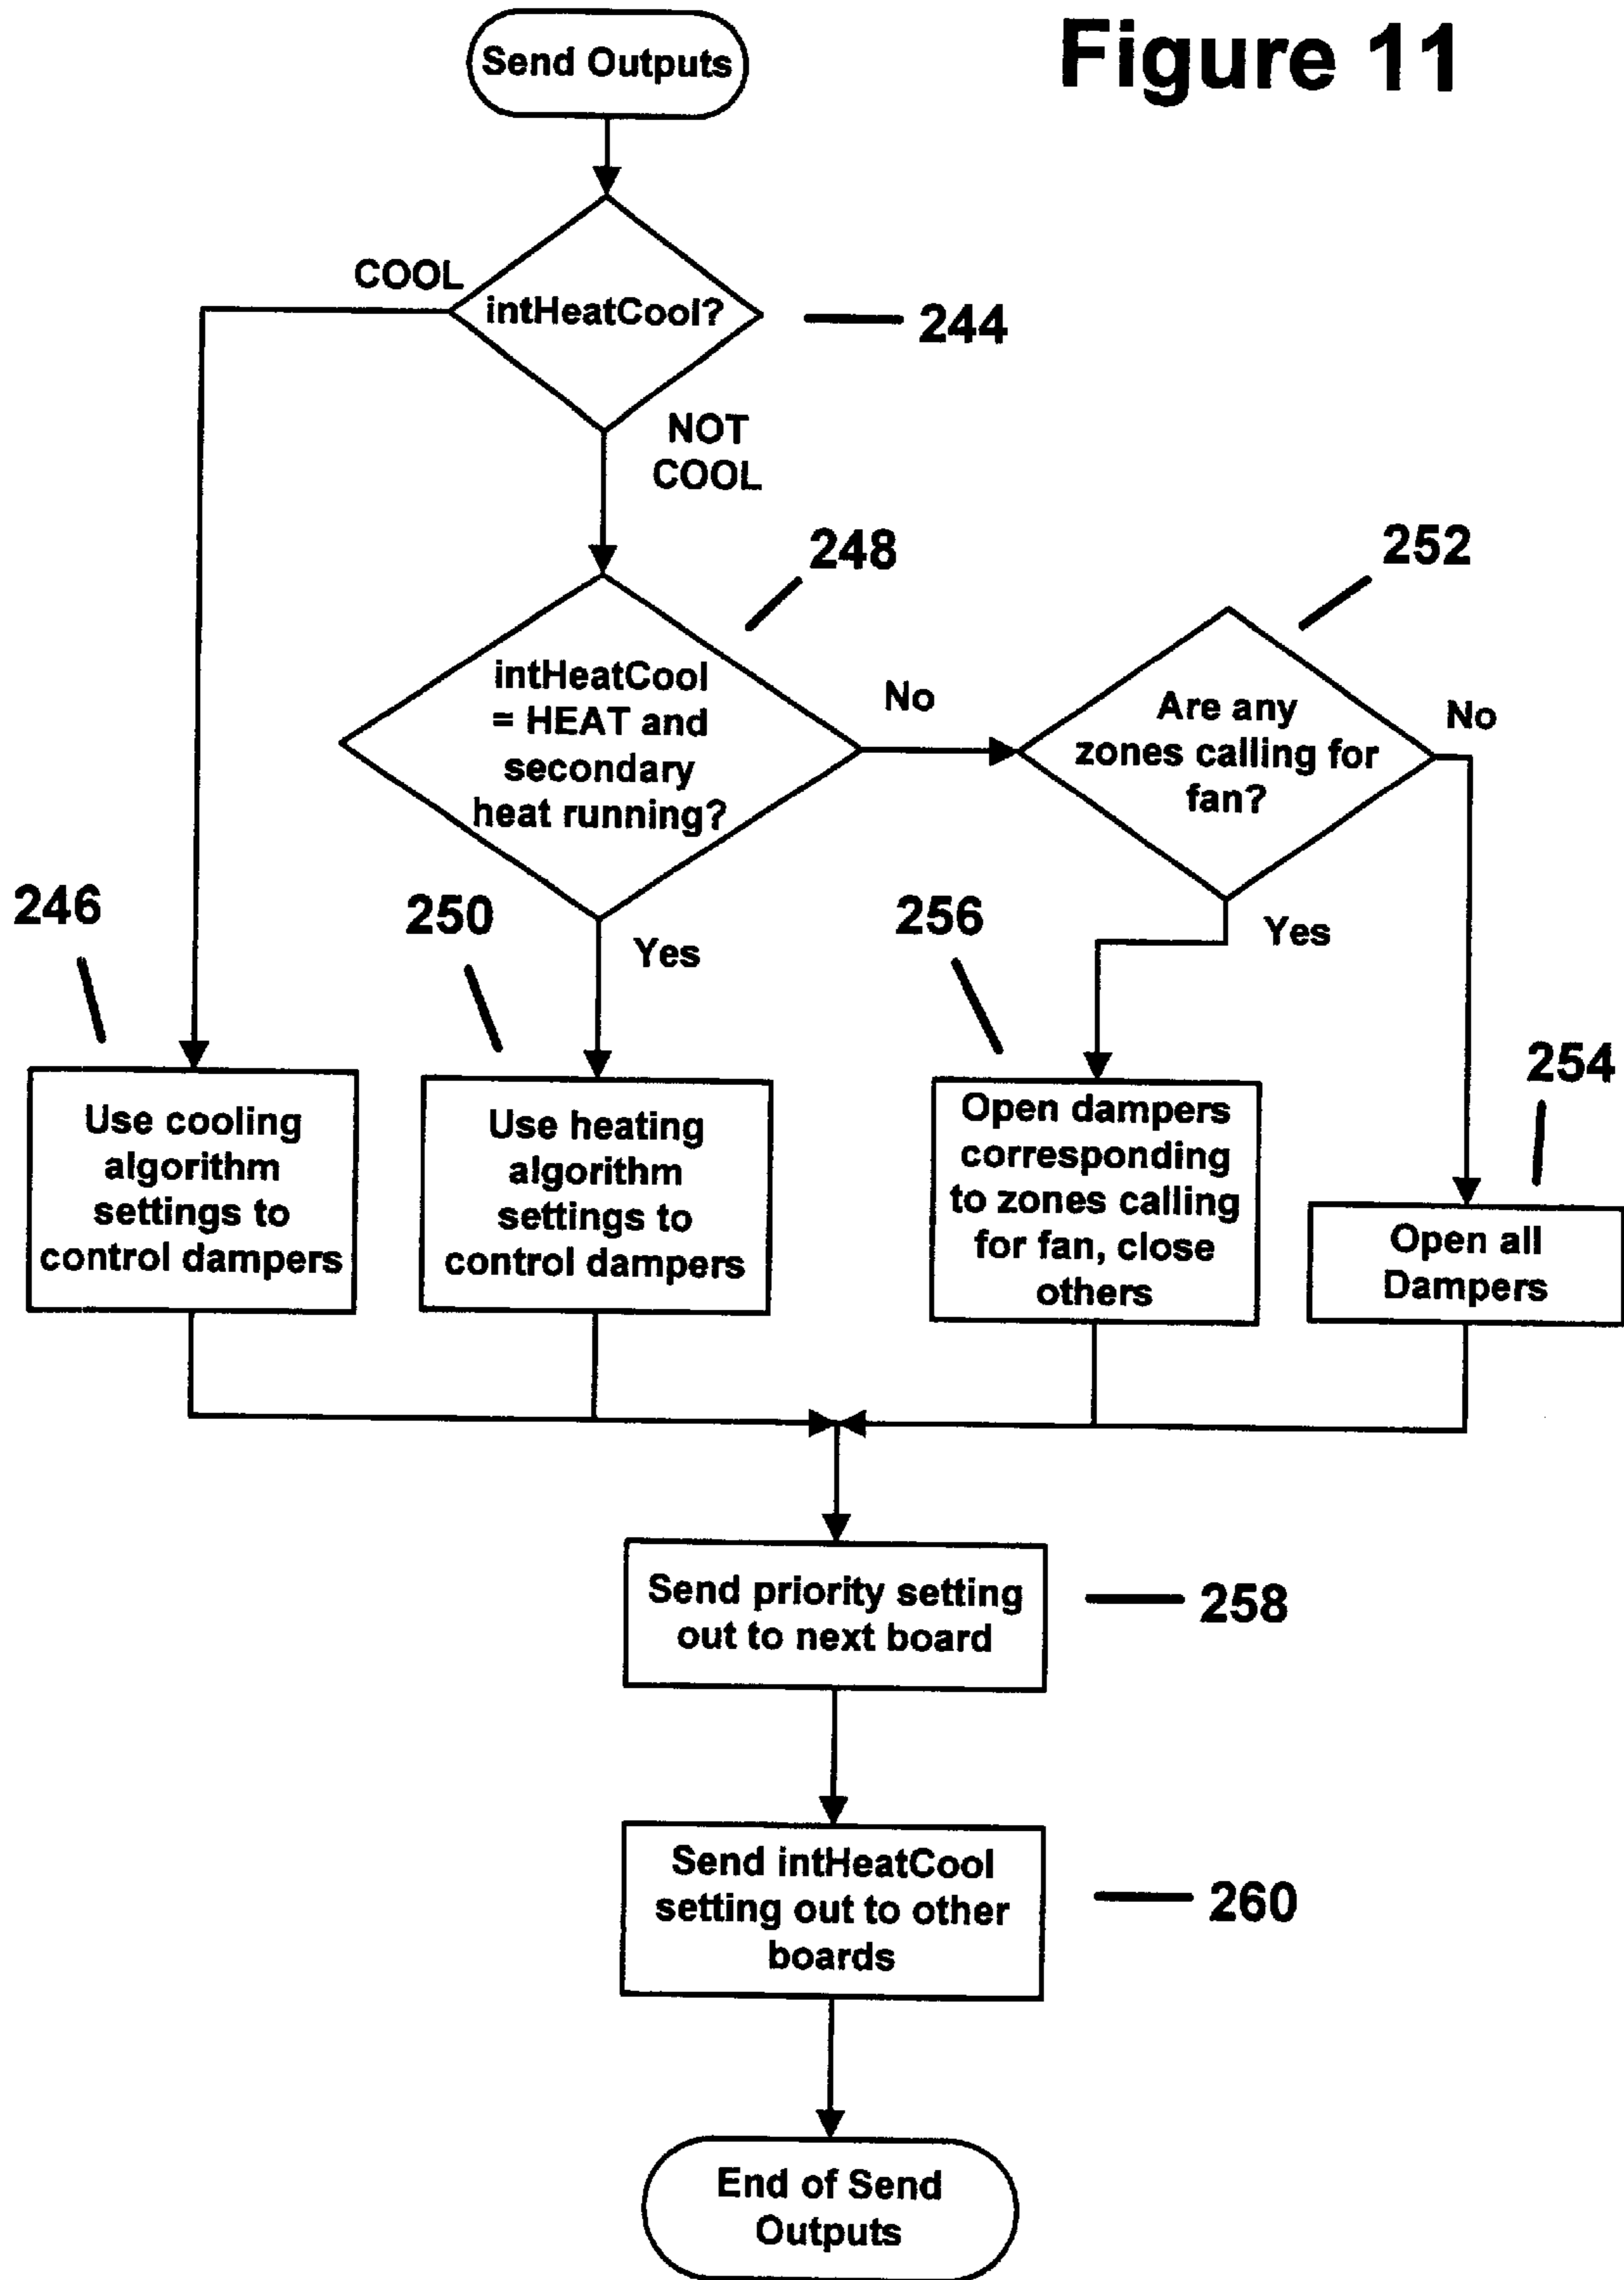 Figure 11
Send Outputs
COOL
intHeatCool?
244
NOT
COOL
248
252
intHeatCool
= HEAT and
secondary
heat running?
No
Are any
zones calling for
fan?
No
246
250
Yes
256
Yes
254
Use cooling
algorithm
settings to
control dampers
Use heating
algorithm
settings to
control dampers
Open dampers
corresponding
to zones calling
for fan, close
others
Open all
Dampers
Send priority setting
out to next board
258
Send intHeatCool
setting out to other
boards
260
End of Send
Outputs